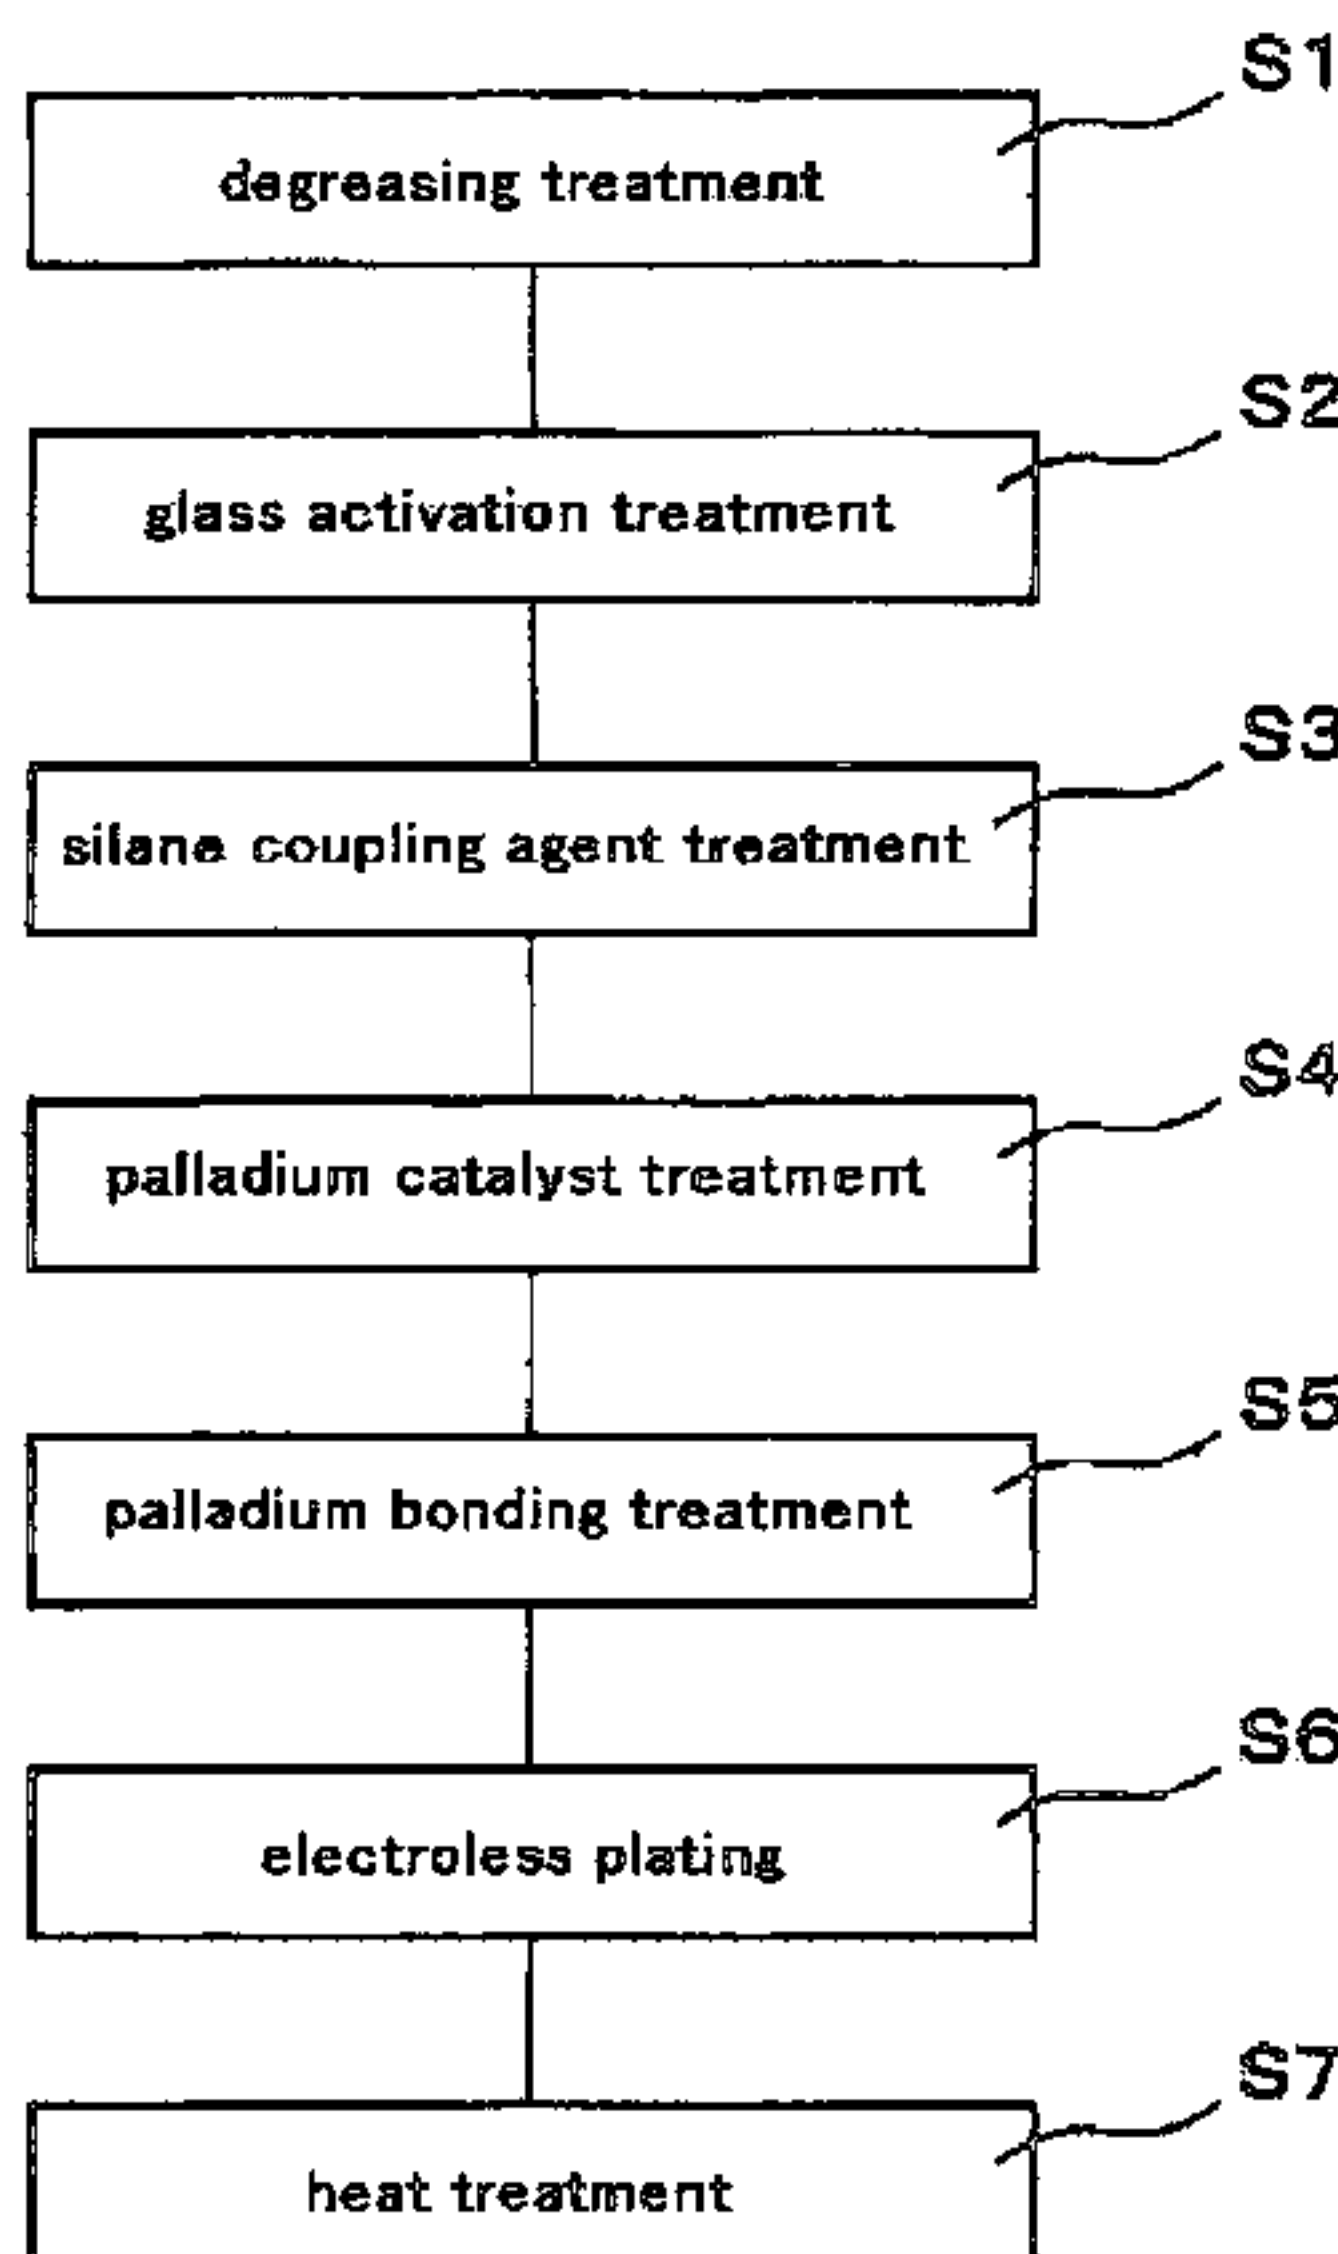 S1
degreasing treatment
S2
glass activation treatment
S3
silane coupling agent treatment
S4
palladium catalyst treatment
S5
palladium bonding treatment
S6
electroless plating
S7
heat treatment